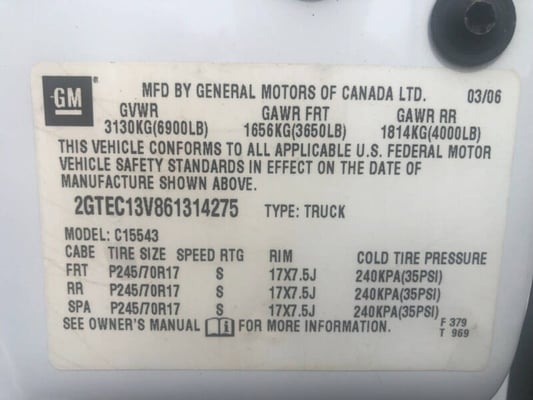 GM
MFD BY GENERAL MOTORS OF CANADA LTD. 03/06
GVWR GAWR FRT GAWR RR
3130KG(6900LB) 1656KG(3650LB) 1814KG(4000LB)
THIS VEHICLE CONFORMS TO ALL APPLICABLE U.S. FEDERAL MOTOR
VEHICLE SAFETY STANDARDS IN EFFECT ON THE DATE OF
MANUFACTURE SHOWN ABOVE.
2GTEC13V861314275 TYPE: TRUCK
MODEL: C15543
CABE TIRE SIZE SPEED RTG RIM COLD TIRE PRESSURE
FRT P245/70R17 S 17X7.5J 240KPA(35PSI)
RR P245/70R17 S 17X7.5J 240KPA(35PSI)
SPA P245/70R17 S 17X7.5J 240KPA(35PSI)
SEE OWNER'S MANUAL FOR MORE INFORMATION. F 379
T 969